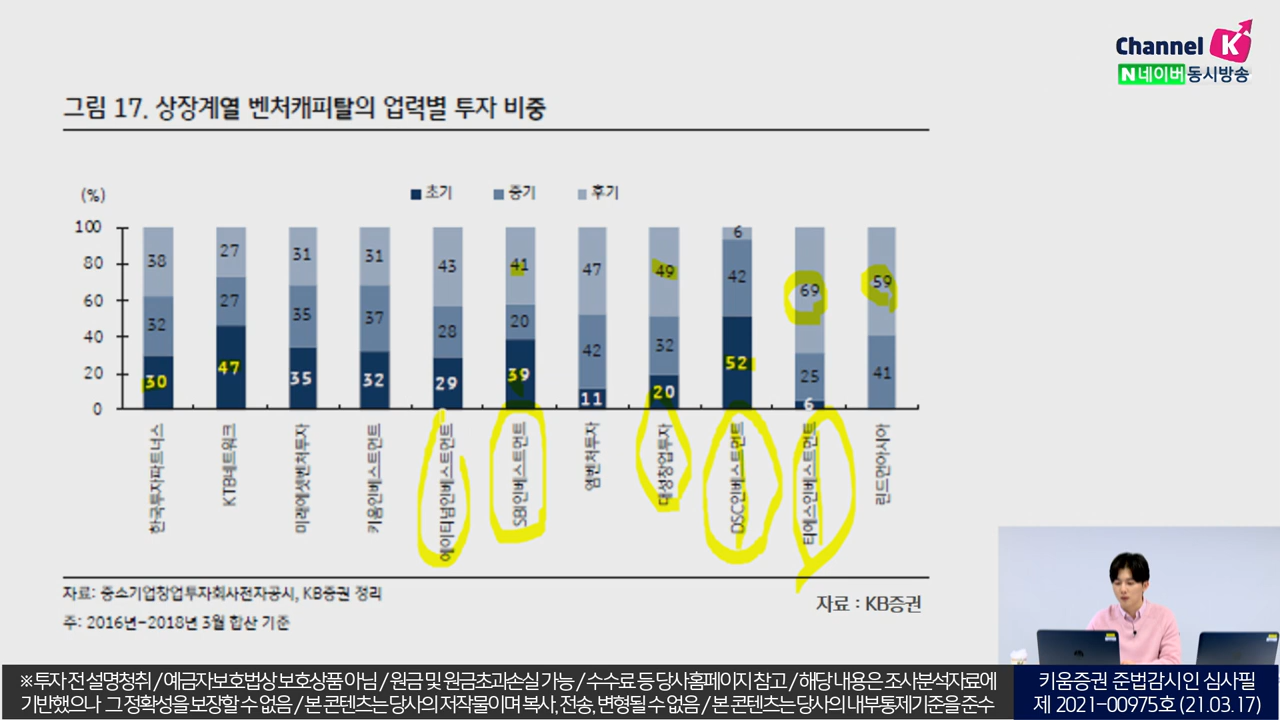 Channel K
N 네이버 동시방송
그림 17. 상장계열 벤처캐피탈의 업력별 투자 비중
(%)
초기 중기 후기
100
80
60
40
20
0
38 27 31 31 43 41 47 49 6 69 59
32 27 35 37 28 20 42 32 42 25 41
30 47 35 32 29 39 11 20 52 6
한국투자파트너스
KTB네트워크
미래에셋벤처투자
키움인베스트먼트
에이티넘인베스트먼트
SBI인베스트먼트
엠벤처투자
대성창업투자
DSC인베스트먼트
티에스인베스트먼트
린드먼아시아
자료: 중소기업창업투자회사전자공시, KB증권 정리
자료 : KB증권
주: 2016년-2018년 3월 합산 기준
※ 투자 전 설명청취 / 예금자보호법상 보호상품 아님 / 원금 및 원금초과손실 가능 / 수수료 등 당사홈페이지 참고 / 해당 내용은 조사분석자료에
기반했으나 그 정확성을 보장할 수 없음 / 본 콘텐츠는 당사의 저작물이며 복사, 전송, 변형될 수 없음 / 본 콘텐츠는 당사의 내부통제기준을 준수
키움증권 준법감시인 심사필
제 2021-00975호 (21.03.17)